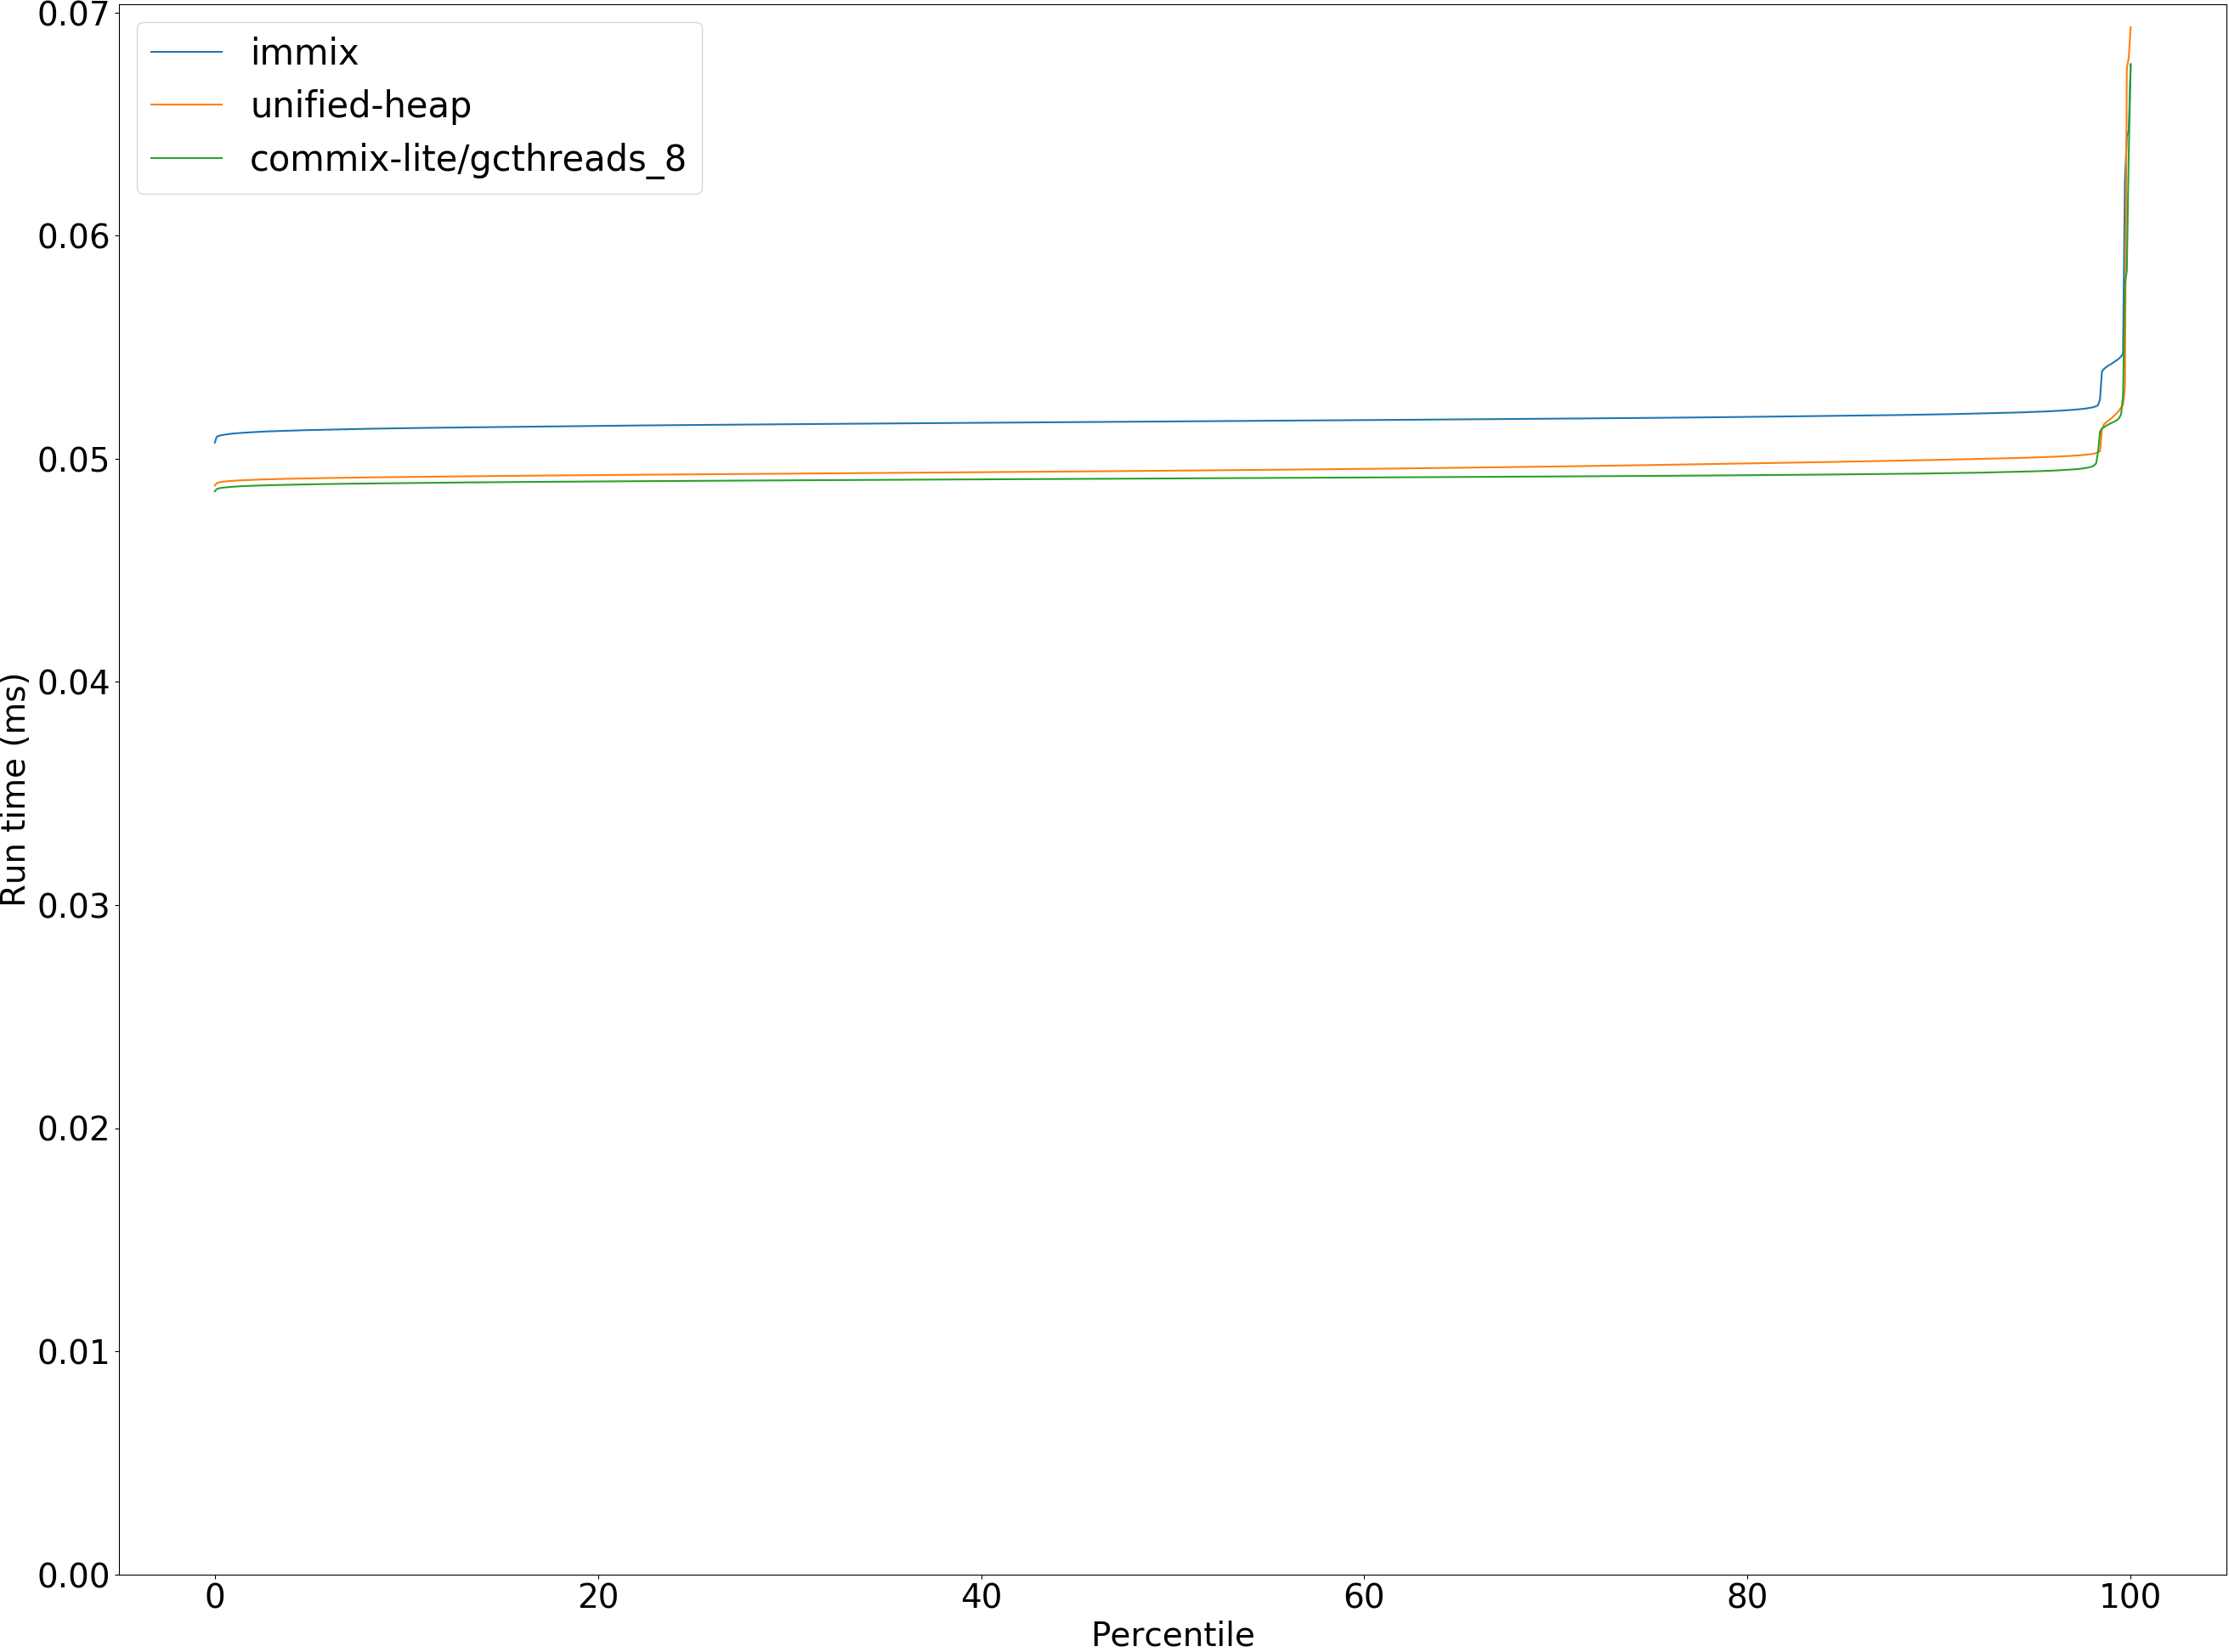 immix
unified-heap
commix-lite/gcthreads_8
Run time (ms)
0.07
0.06
0.05
0.04
0.03
0.02
0.01
0.00
0 20 40 60 80 100
Percentile